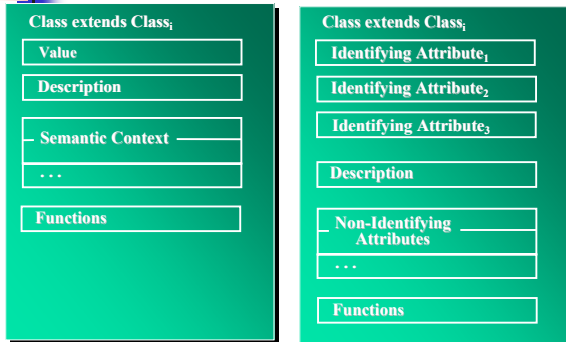 Class extends Classi
Value
Description
Semantic Context
. . .
Functions
Class extends Classi
Identifying Attribute1
Identifying Attribute2
Identifying Attribute3
Description
Non-Identifying
Attributes
. . .
Functions